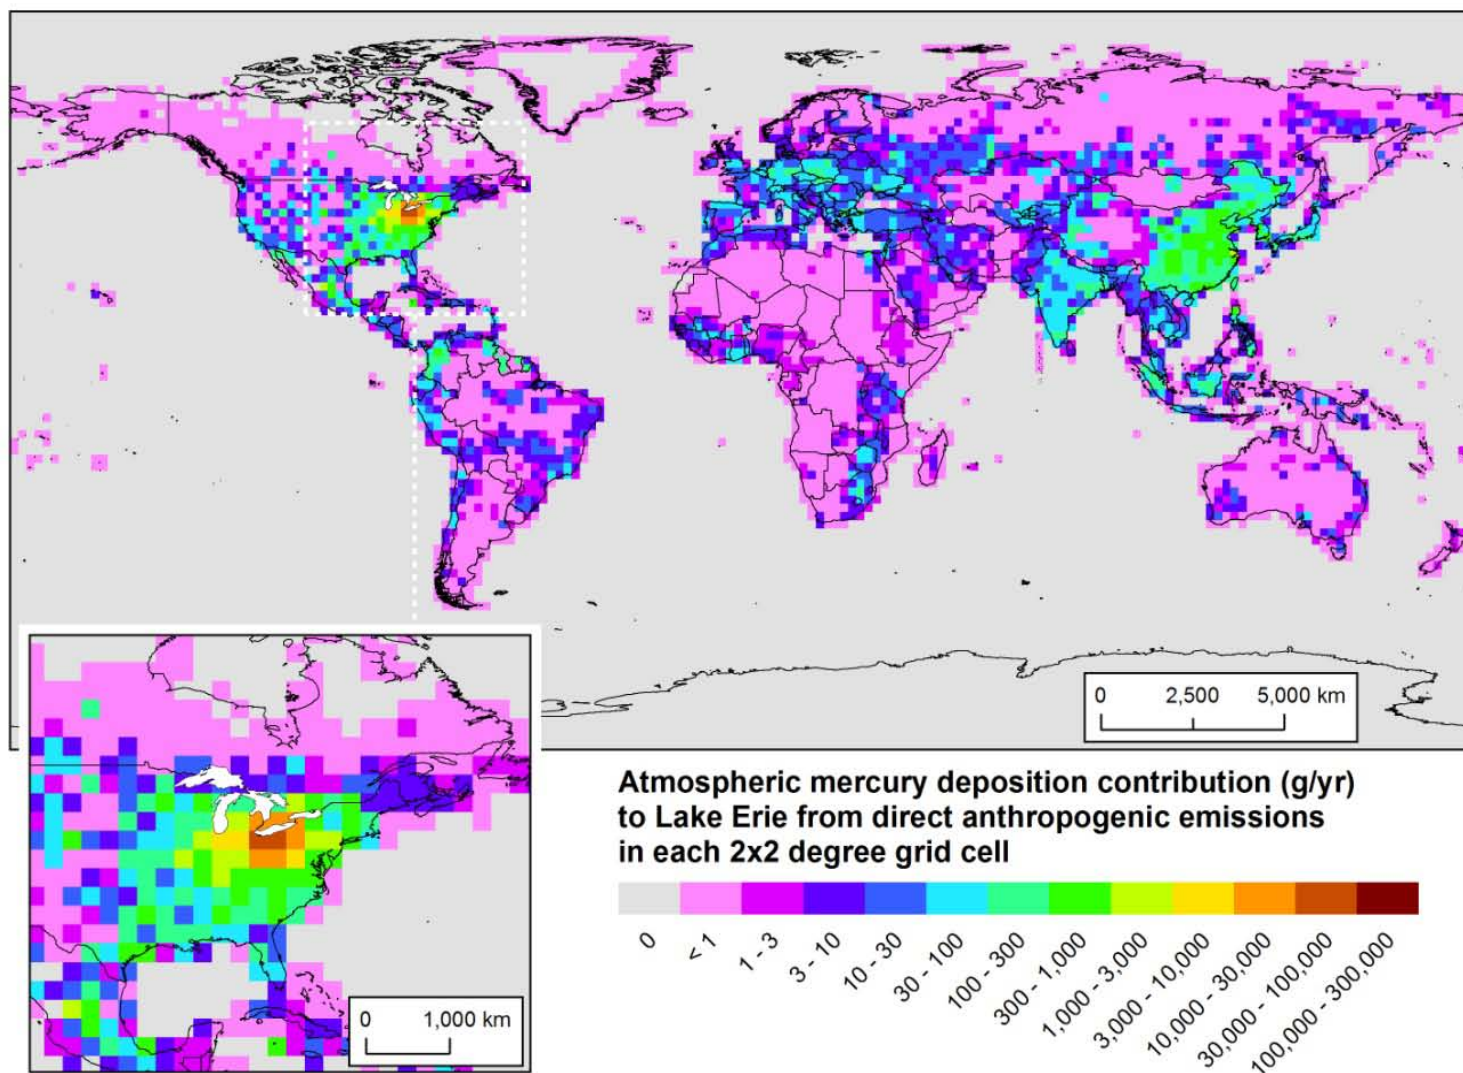 0 2,500 5,000 km
Atmospheric mercury deposition contribution (g/yr)
to Lake Erie from direct anthropogenic emissions
in each 2x2 degree grid cell
0 1,000 km
0
< 1
1 - 3
3 - 10
10 - 30
30 - 100
100 - 300
300 - 1,000
1,000 - 3,000
3,000 - 10,000
10,000 - 30,000
30,000 - 100,000
100,000 - 300,000